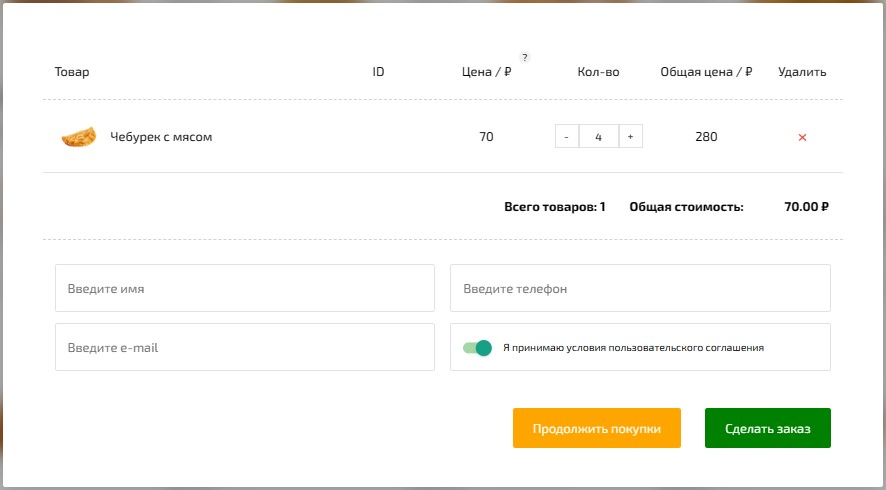 ?
Товар ID Цена / ₽ Кол-во Общая цена / ₽ Удалить
Чебурек с мясом 70 - 4 + 280 ×
Всего товаров: 1 Общая стоимость: 70.00 ₽
Введите имя Введите телефон
Введите e-mail Я принимаю условия пользовательского соглашения
Продолжить покупки Сделать заказ